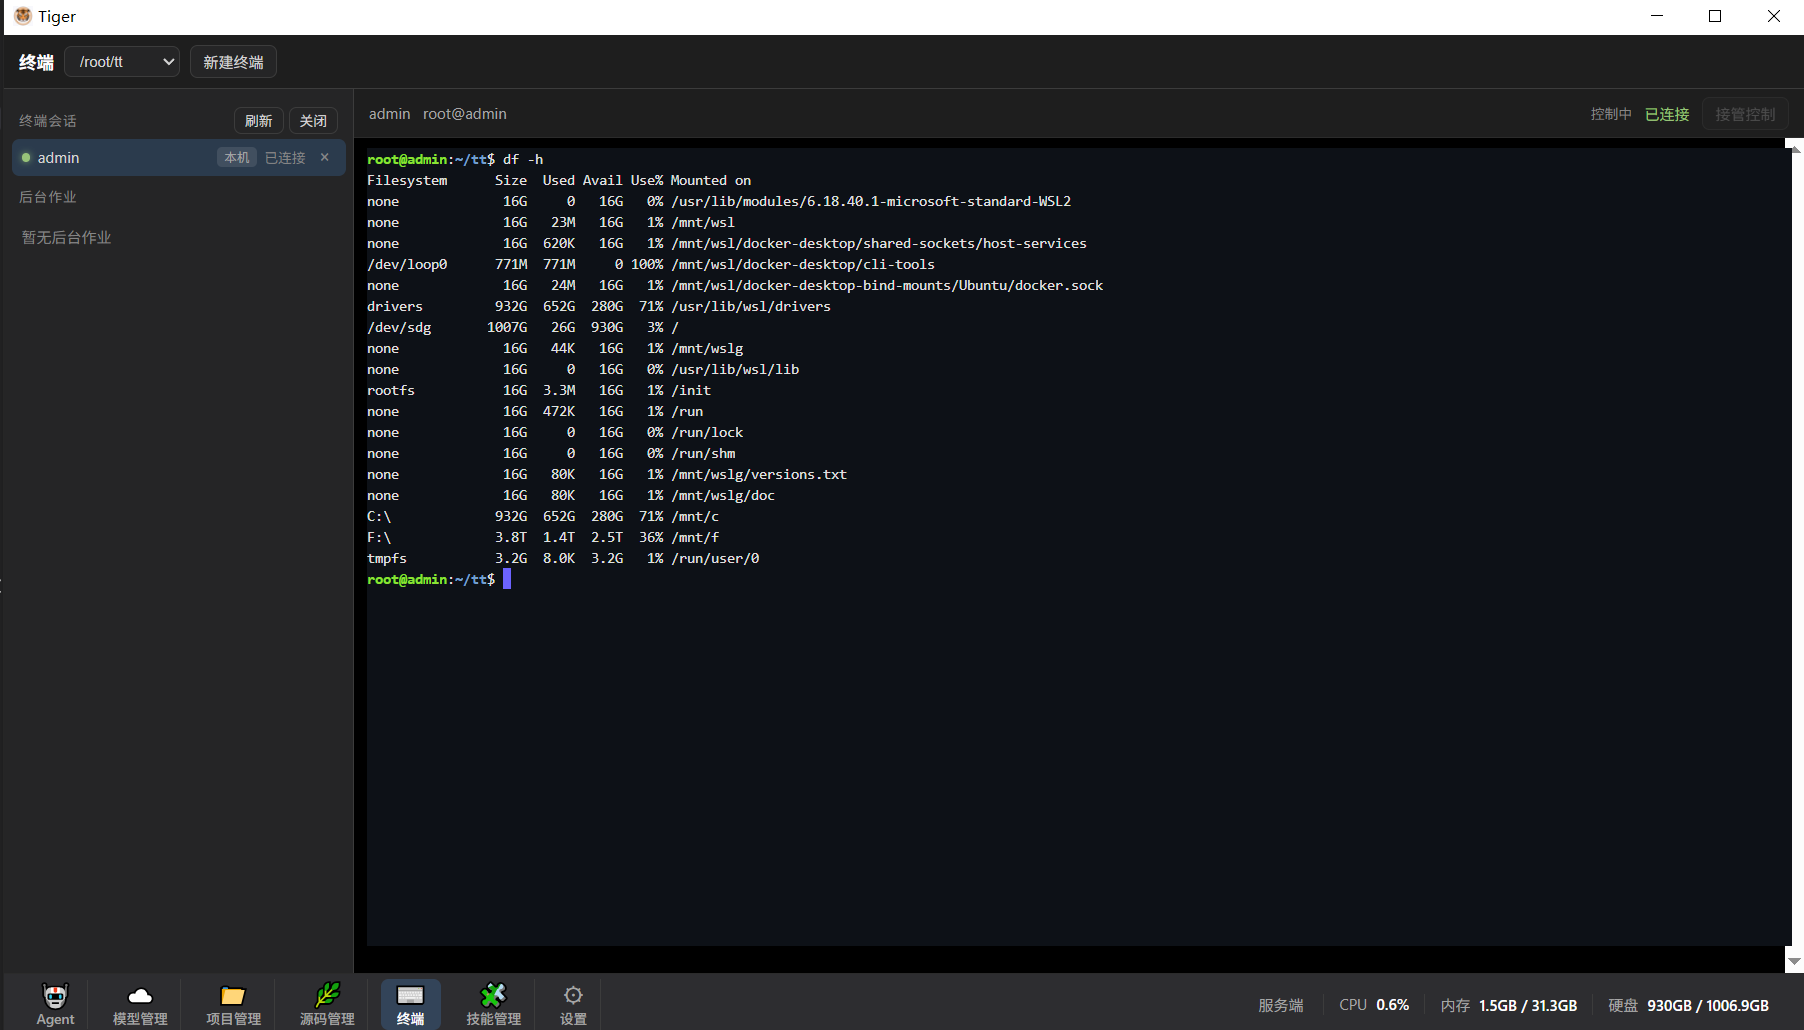 Tiger
终端 /root/tt 新建终端
终端会话 刷新 关闭
admin 本机 已连接 ×
后台作业
暂无后台作业
admin root@admin 控制中 已连接 接管控制
root@admin:~/tt$ df -h
Filesystem      Size  Used Avail Use% Mounted on
none             16G     0   16G   0% /usr/lib/modules/6.18.40.1-microsoft-standard-WSL2
none             16G   23M   16G   1% /mnt/wsl
none             16G  620K   16G   1% /mnt/wsl/docker-desktop/shared-sockets/host-services
/dev/loop0      771M  771M     0 100% /mnt/wsl/docker-desktop/cli-tools
none             16G   24M   16G   1% /mnt/wsl/docker-desktop-bind-mounts/Ubuntu/docker.sock
drivers         932G  652G  280G  71% /usr/lib/wsl/drivers
/dev/sdg       1007G   26G  930G   3% /
none             16G   44K   16G   1% /mnt/wslg
none             16G     0   16G   0% /usr/lib/wsl/lib
rootfs           16G  3.3M   16G   1% /init
none             16G  472K   16G   1% /run
none             16G     0   16G   0% /run/lock
none             16G     0   16G   0% /run/shm
none             16G   80K   16G   1% /mnt/wslg/versions.txt
none             16G   80K   16G   1% /mnt/wslg/doc
C:\             932G  652G  280G  71% /mnt/c
F:\             3.8T  1.4T  2.5T  36% /mnt/f
tmpfs           3.2G  8.0K  3.2G   1% /run/user/0
root@admin:~/tt$
Agent 模型管理 项目管理 源码管理 终端 技能管理 设置 服务端 CPU 0.6% 内存 1.5GB / 31.3GB 硬盘 930GB / 1006.9GB